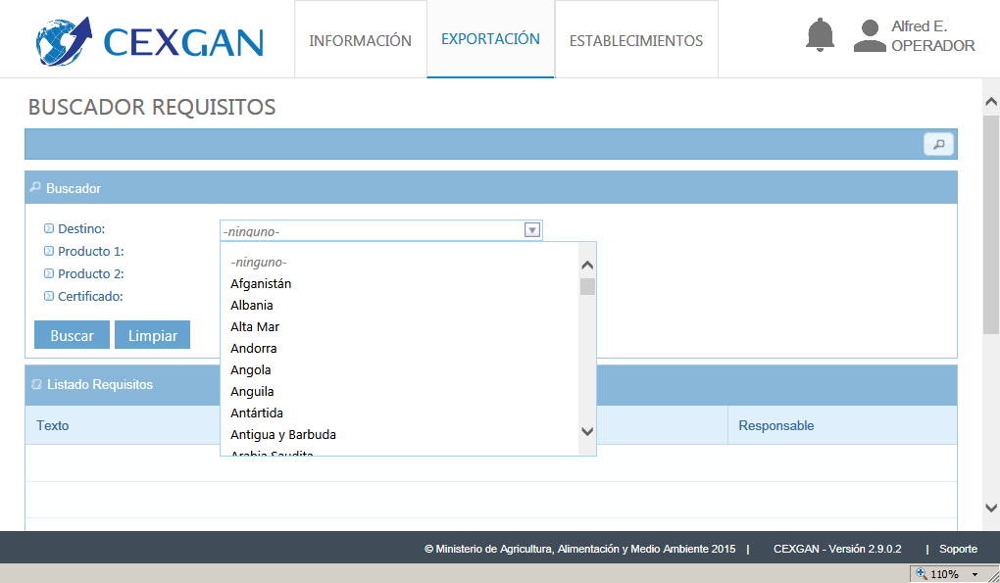 CEXGAN
INFORMACIÓN
EXPORTACIÓN
ESTABLECIMIENTOS
Alfred E.
OPERADOR
BUSCADOR REQUISITOS
Buscador
Destino:
-ninguno-
Producto 1:
Producto 2:
Certificado:
Buscar
Limpiar
-ninguno-
Afganistán
Albania
Alta Mar
Andorra
Angola
Anguila
Antártida
Antigua y Barbuda
Arabia Saudita
Listado Requisitos
Texto
Responsable
© Ministerio de Agricultura, Alimentación y Medio Ambiente 2015 | CEXGAN - Versión 2.9.0.2 | Soporte
110%